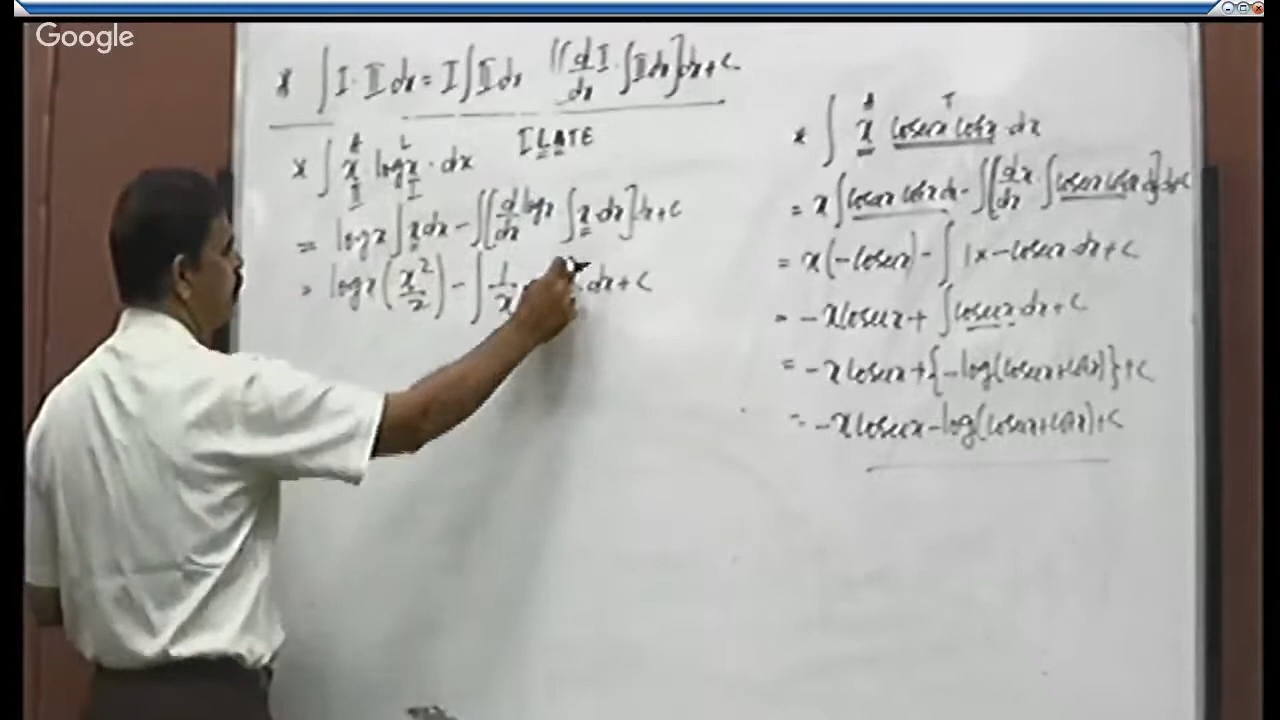 Google
* ∫ I · II dx = I ∫ II dx ∫[d/dx I · ∫ II dx] dx + C
ILATE
A L
* ∫ x log x · dx
II I
= log x ∫ x dx - ∫[d/dx log x ∫ x dx] dx + C
= log x (x²/2) - ∫ 1/x dx + C
A T
* ∫ x cosec x cot x · dx
= x ∫ cosec x cot x dx - ∫[dx/dx · ∫ cosec x cot x dx] dx + C
= x(-cosec x) - ∫ 1 x - cosec x dx + C
= -x cosec x + ∫ cosec x dx + C
= -x cosec x + {-log(cosec x + cot x)} + C
= -x cosec x - log(cosec x + cot x) + C